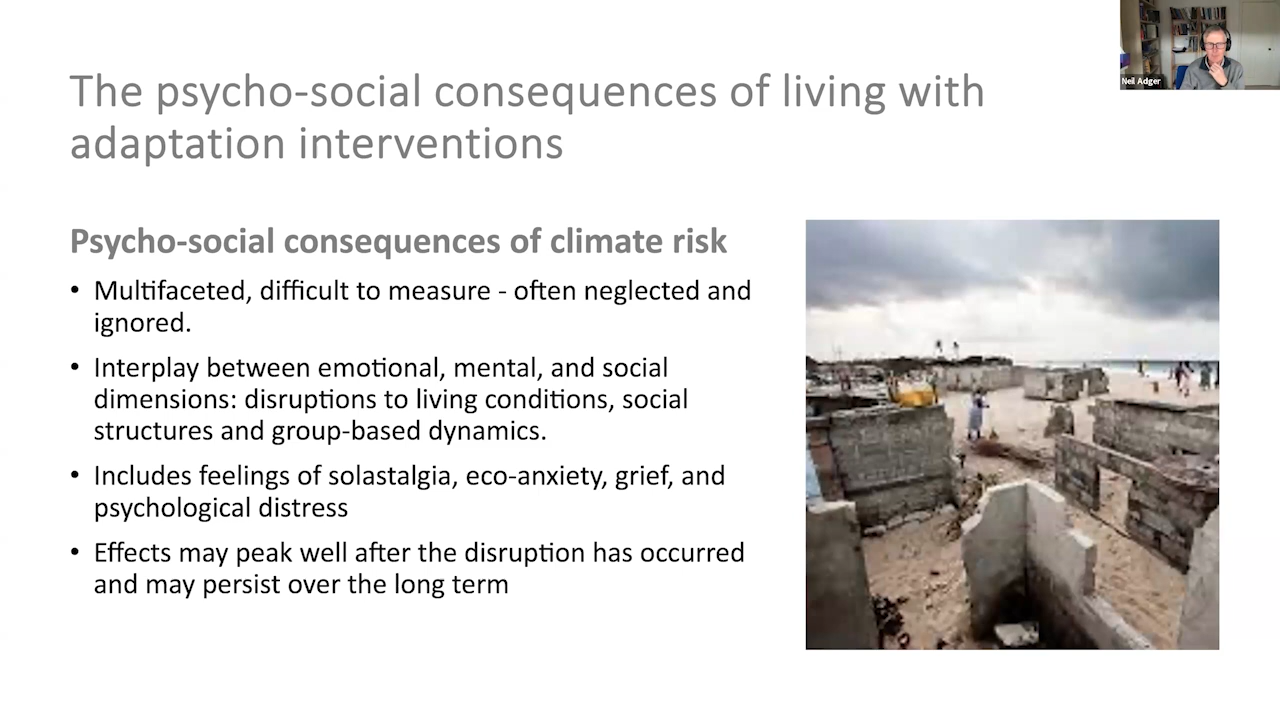 Neil Adger
The psycho-social consequences of living with
adaptation interventions
Psycho-social consequences of climate risk
• Multifaceted, difficult to measure - often neglected and
ignored.
• Interplay between emotional, mental, and social
dimensions: disruptions to living conditions, social
structures and group-based dynamics.
• Includes feelings of solastalgia, eco-anxiety, grief, and
psychological distress
• Effects may peak well after the disruption has occurred
and may persist over the long term